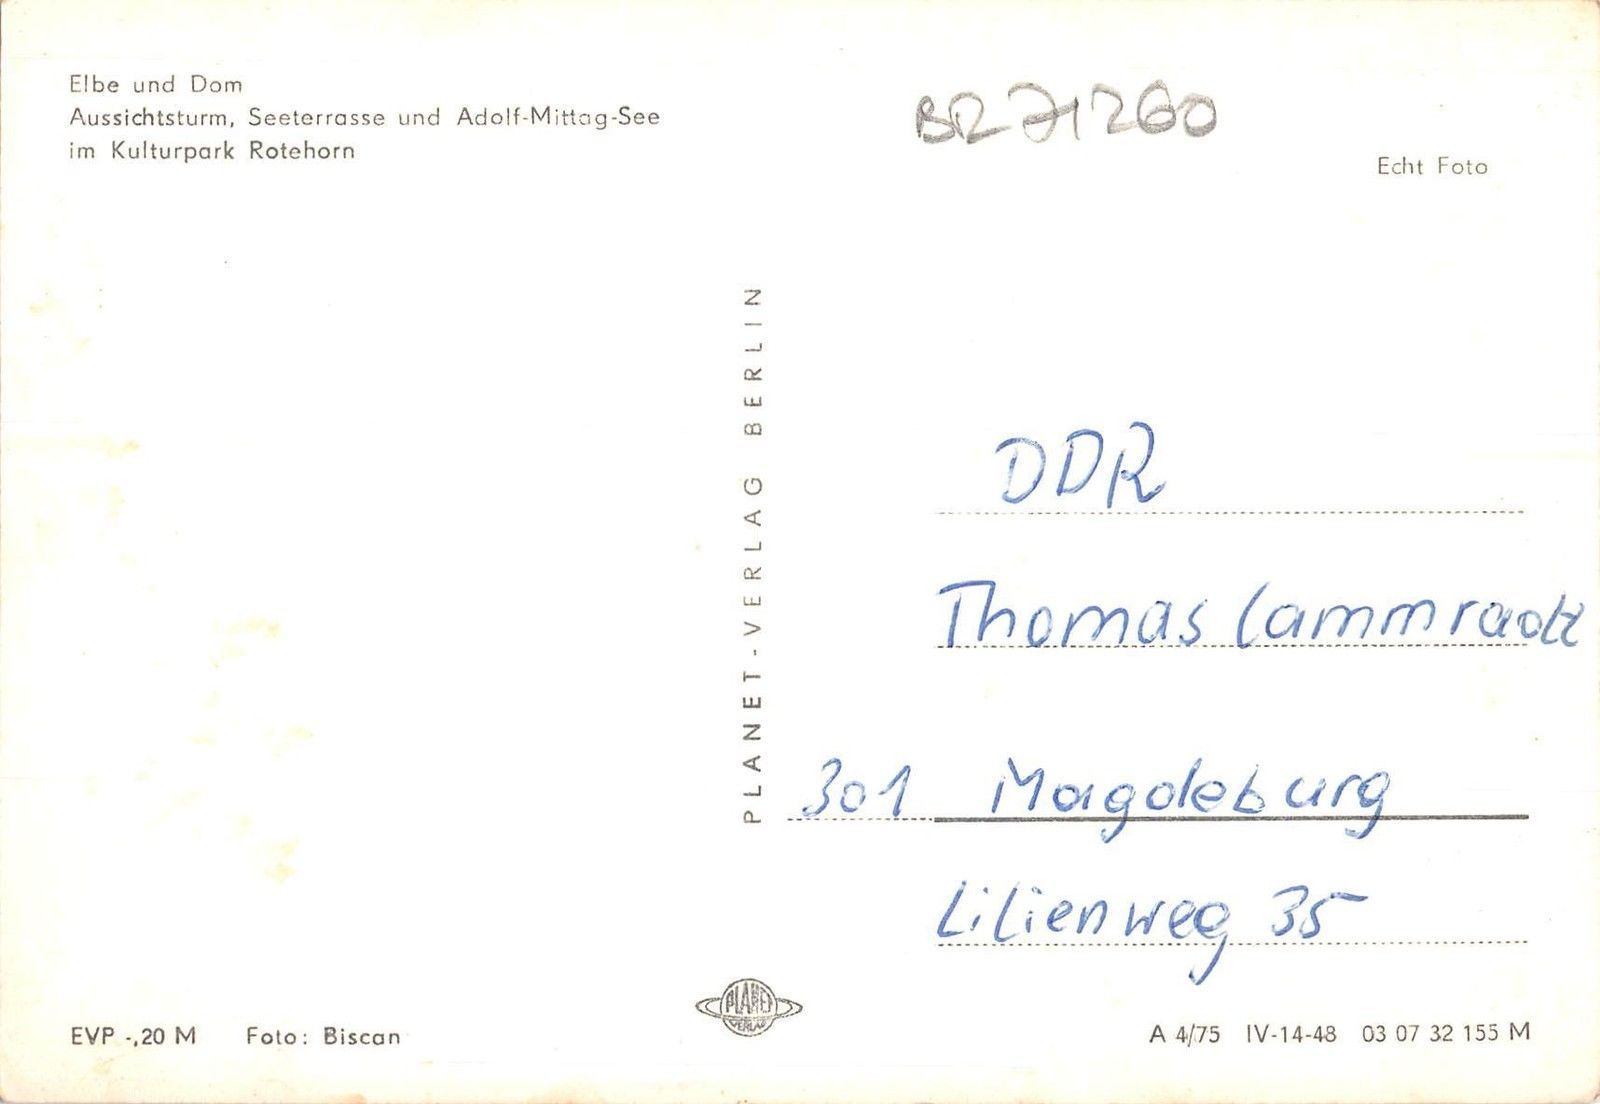 Elbe und Dom
Aussichtsturm, Seeterrasse und Adolf-Mittag-See
im Kulturpark Rotehorn
BR 71260
Echt Foto
PLANET-VERLAG BERLIN
DDR
Thomas
301 Magdeburg
Lilienweg 35
PLANET
VERLAG
EVP -,20 M Foto: Biscan
A 4/75 IV-14-48 03 07 32 155 M